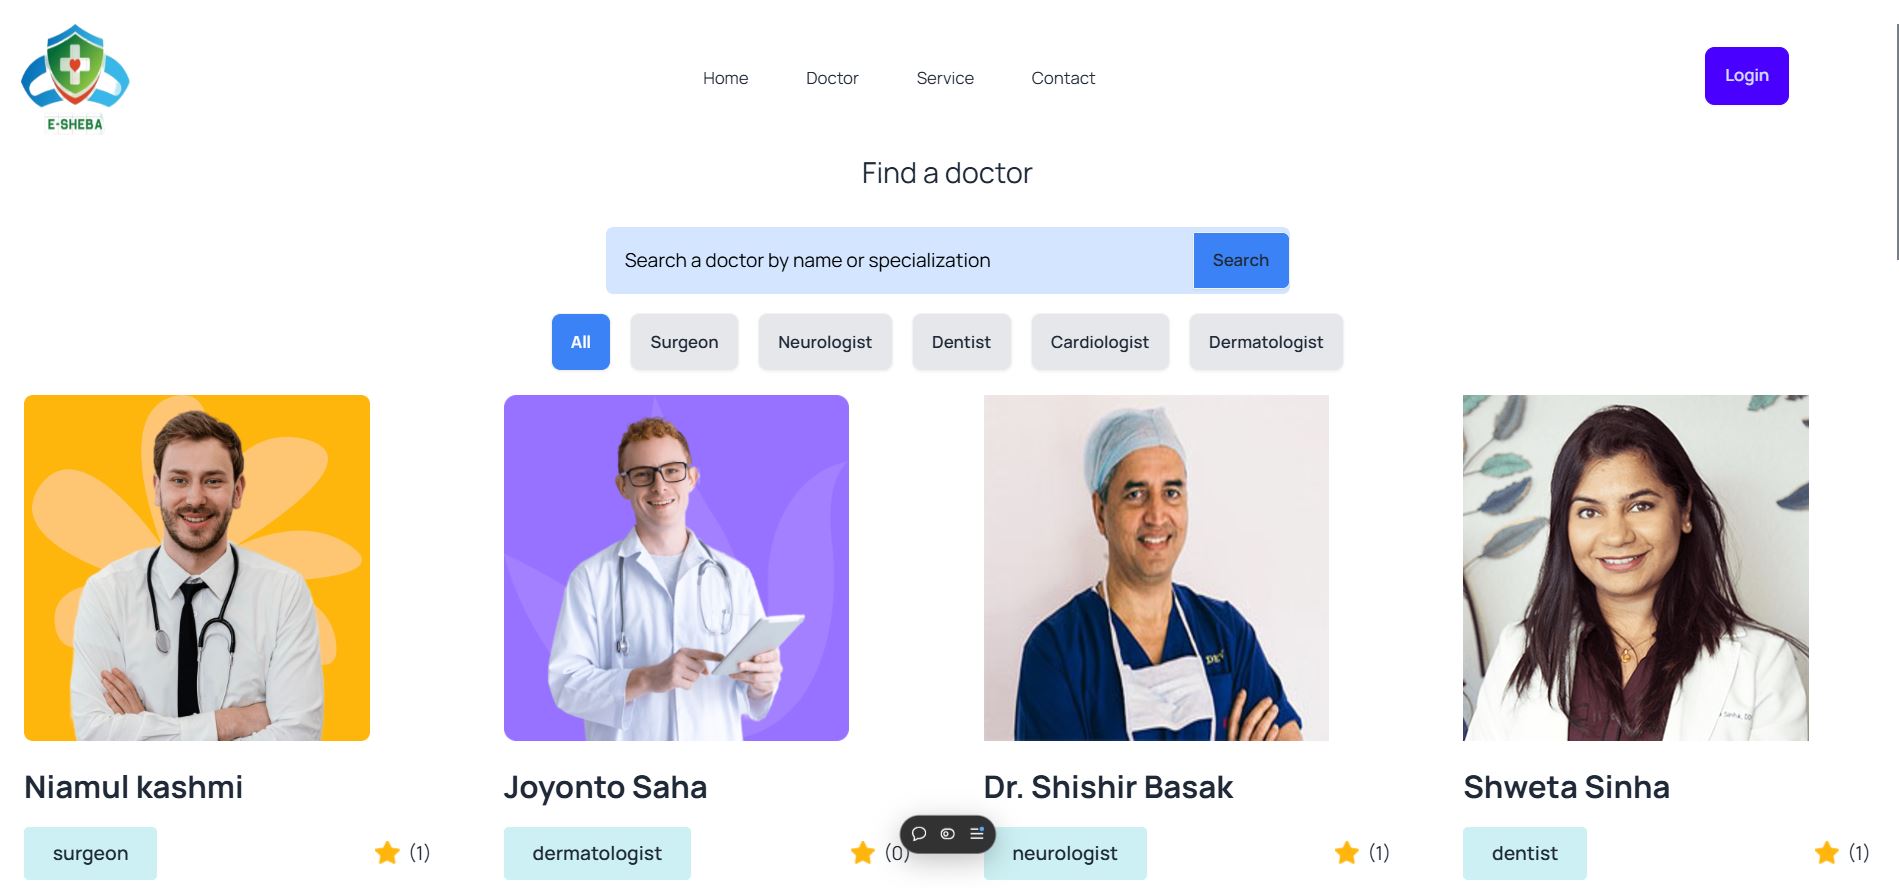 E-SHEBA
Home Doctor Service Contact
Login
Find a doctor
Search a doctor by name or specialization Search
All Surgeon Neurologist Dentist Cardiologist Dermatologist
Niamul kashmi
surgeon (1)
Joyonto Saha
dermatologist (0)
Dr. Shishir Basak
neurologist (1)
Shweta Sinha
dentist (1)